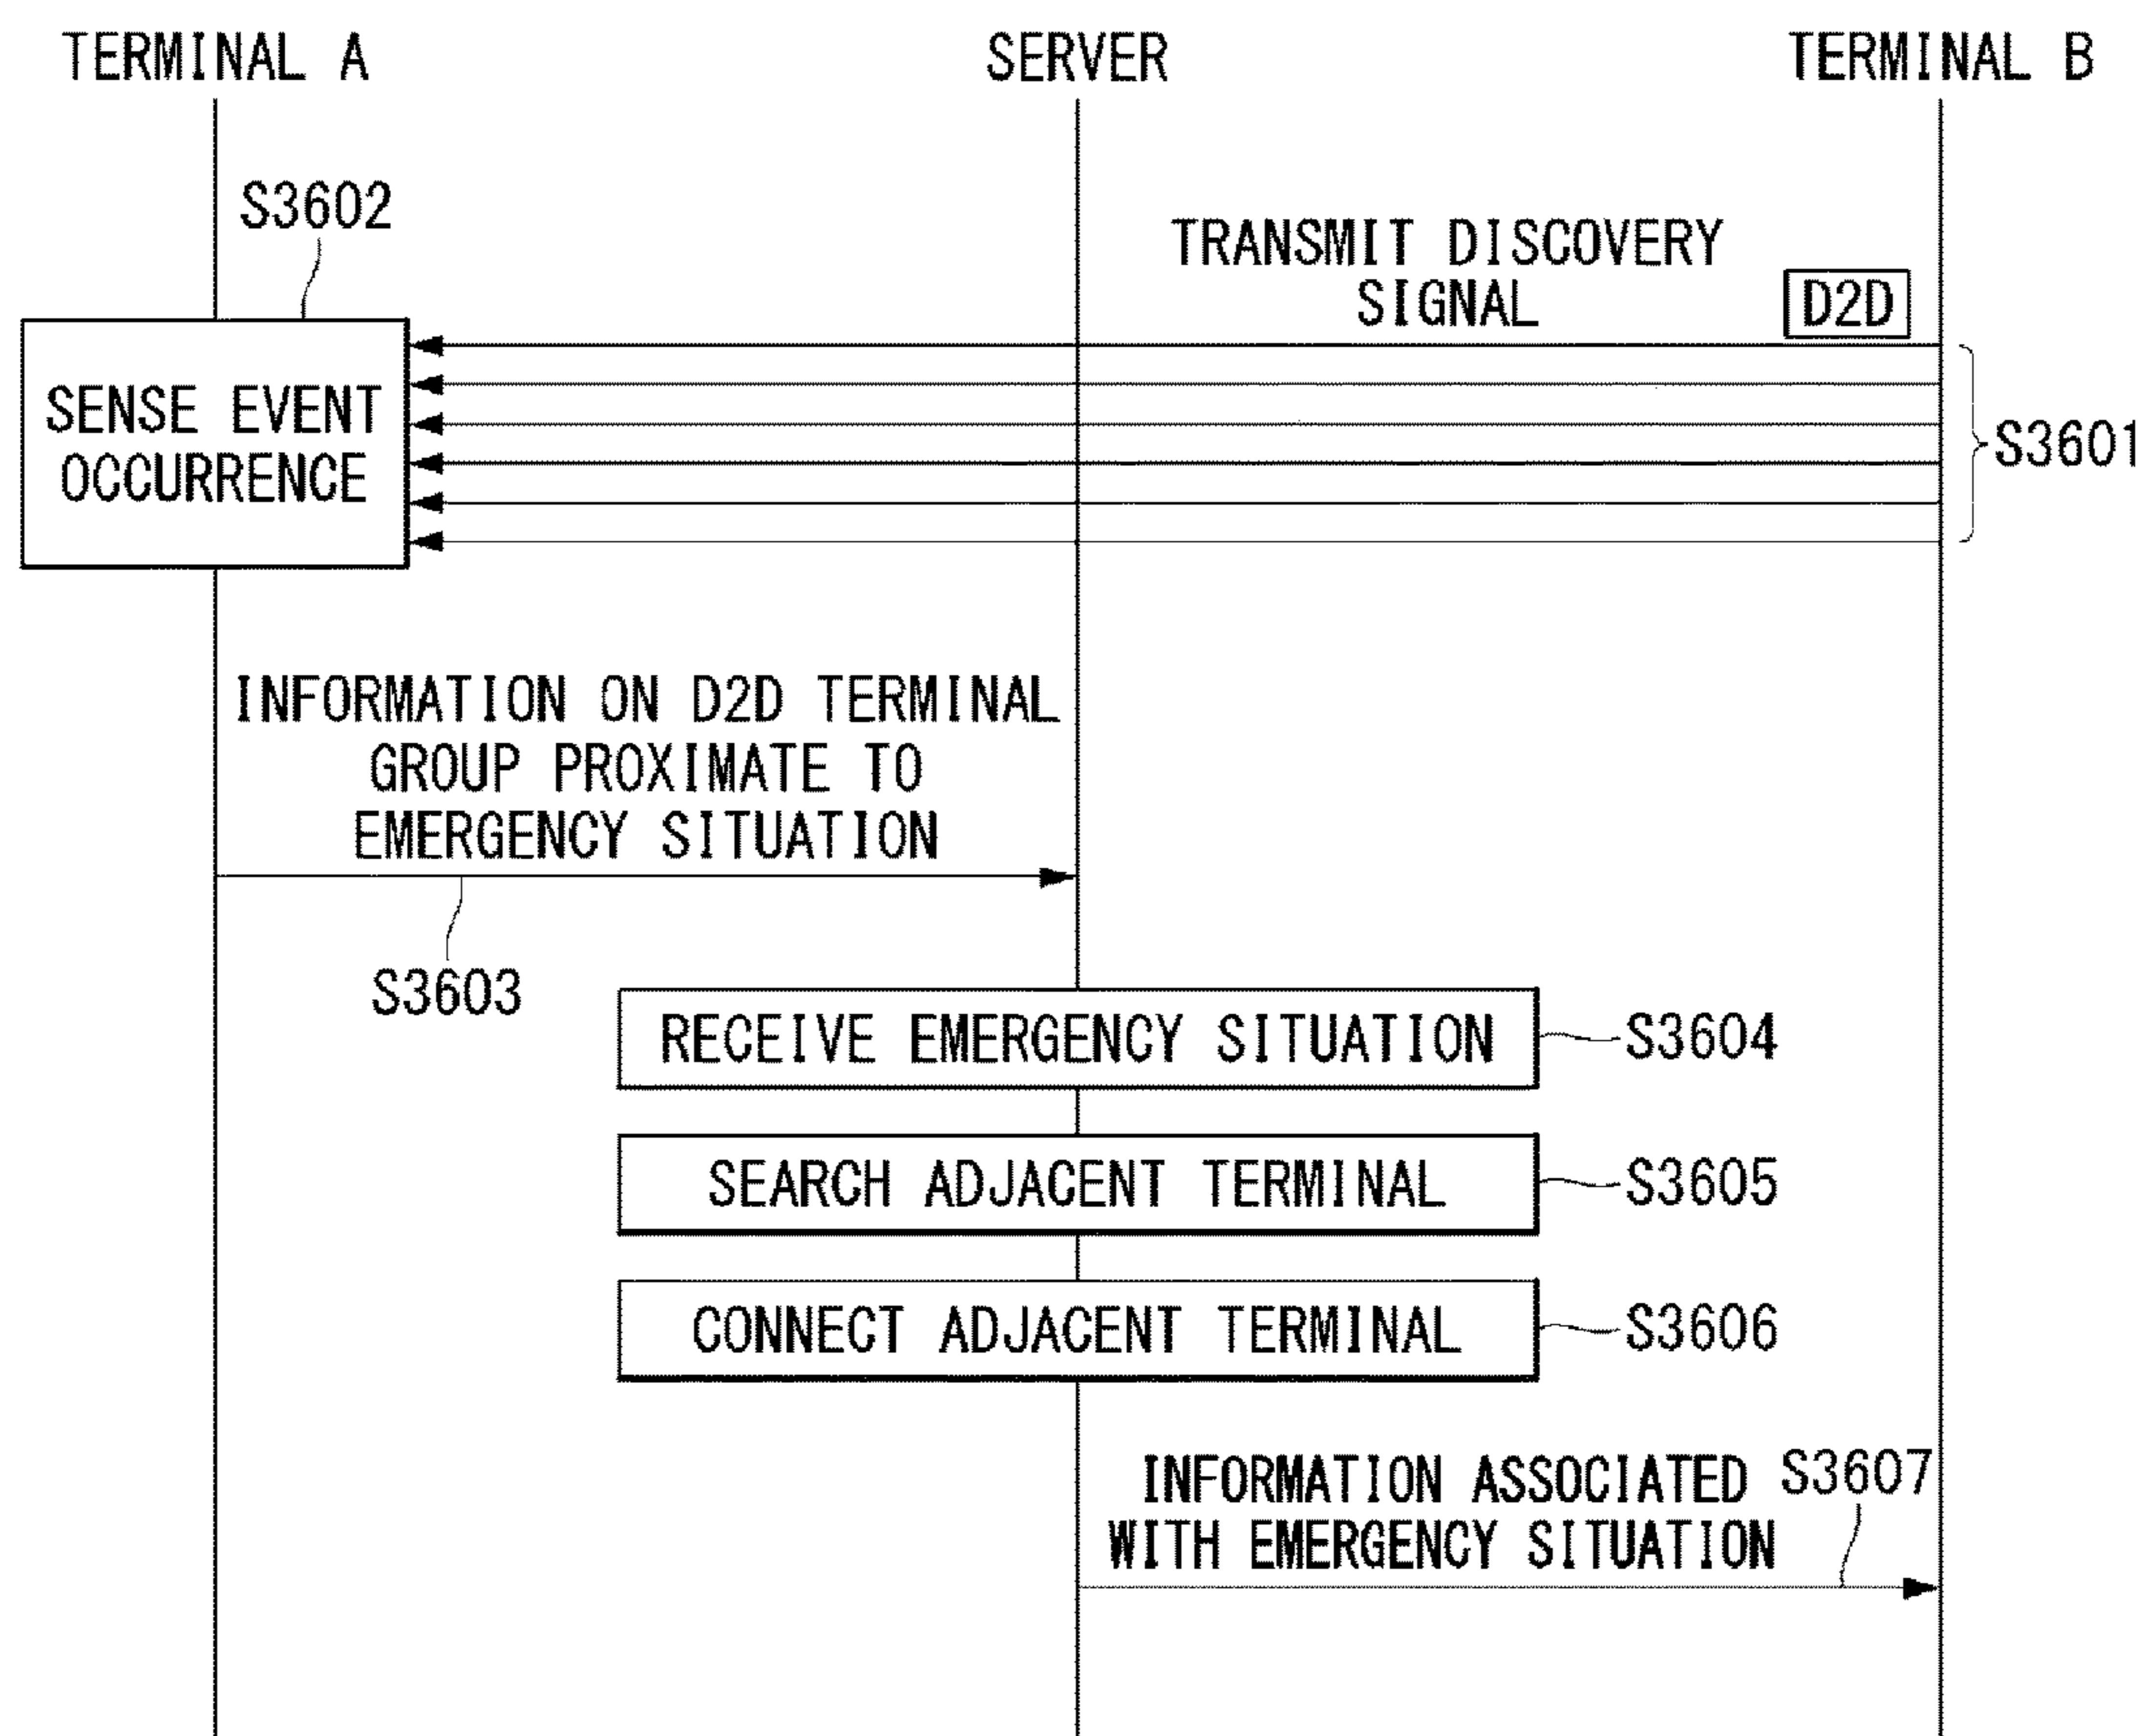 TERMINAL A
SERVER
TERMINAL B
S3602
TRANSMIT DISCOVERY
SIGNAL
D2D
SENSE EVENT
OCCURRENCE
S3601
INFORMATION ON D2D TERMINAL
GROUP PROXIMATE TO
EMERGENCY SITUATION
S3603
RECEIVE EMERGENCY SITUATION
S3604
SEARCH ADJACENT TERMINAL
S3605
CONNECT ADJACENT TERMINAL
S3606
INFORMATION ASSOCIATED
WITH EMERGENCY SITUATION
S3607